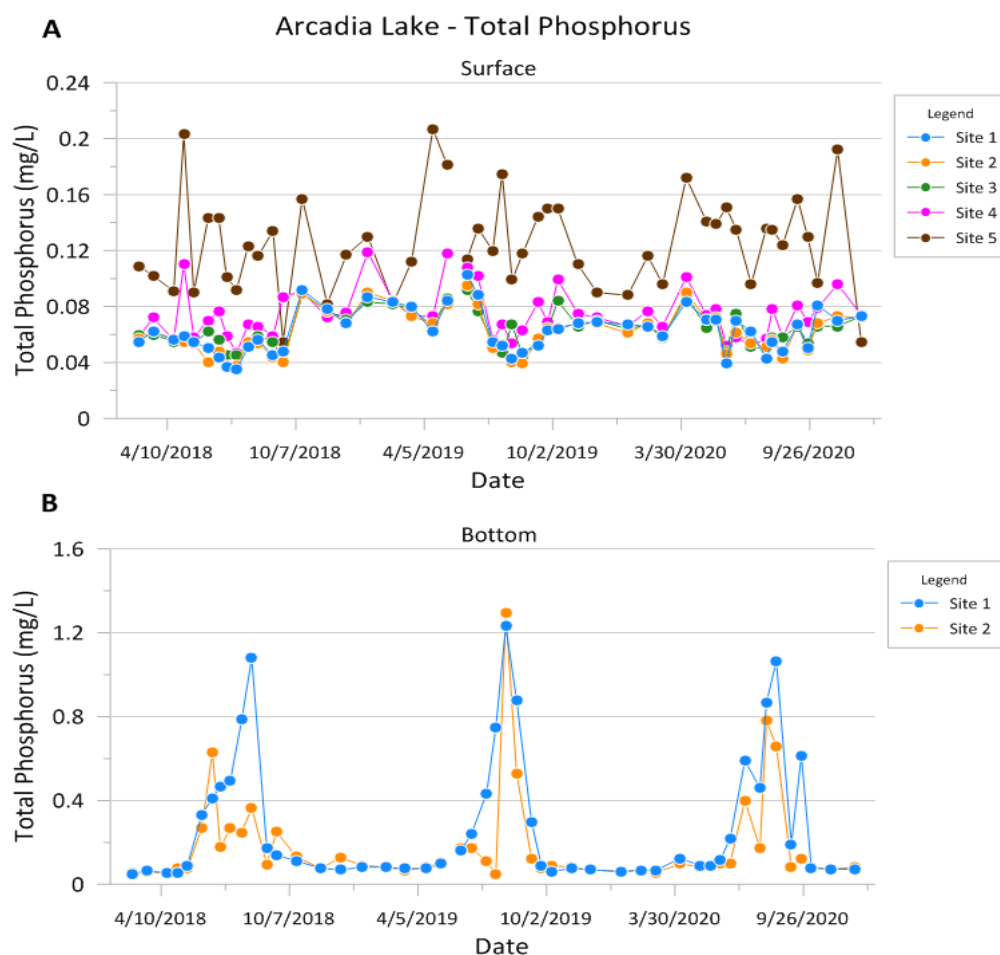 A
Arcadia Lake - Total Phosphorus
Surface
Total Phosphorus (mg/L)
0.24
0.2
0.16
0.12
0.08
0.04
0
4/10/2018 10/7/2018 4/5/2019 10/2/2019 3/30/2020 9/26/2020
Date
Legend
Site 1
Site 2
Site 3
Site 4
Site 5
B
Bottom
Total Phosphorus (mg/L)
1.6
1.2
0.8
0.4
0
4/10/2018 10/7/2018 4/5/2019 10/2/2019 3/30/2020 9/26/2020
Date
Legend
Site 1
Site 2